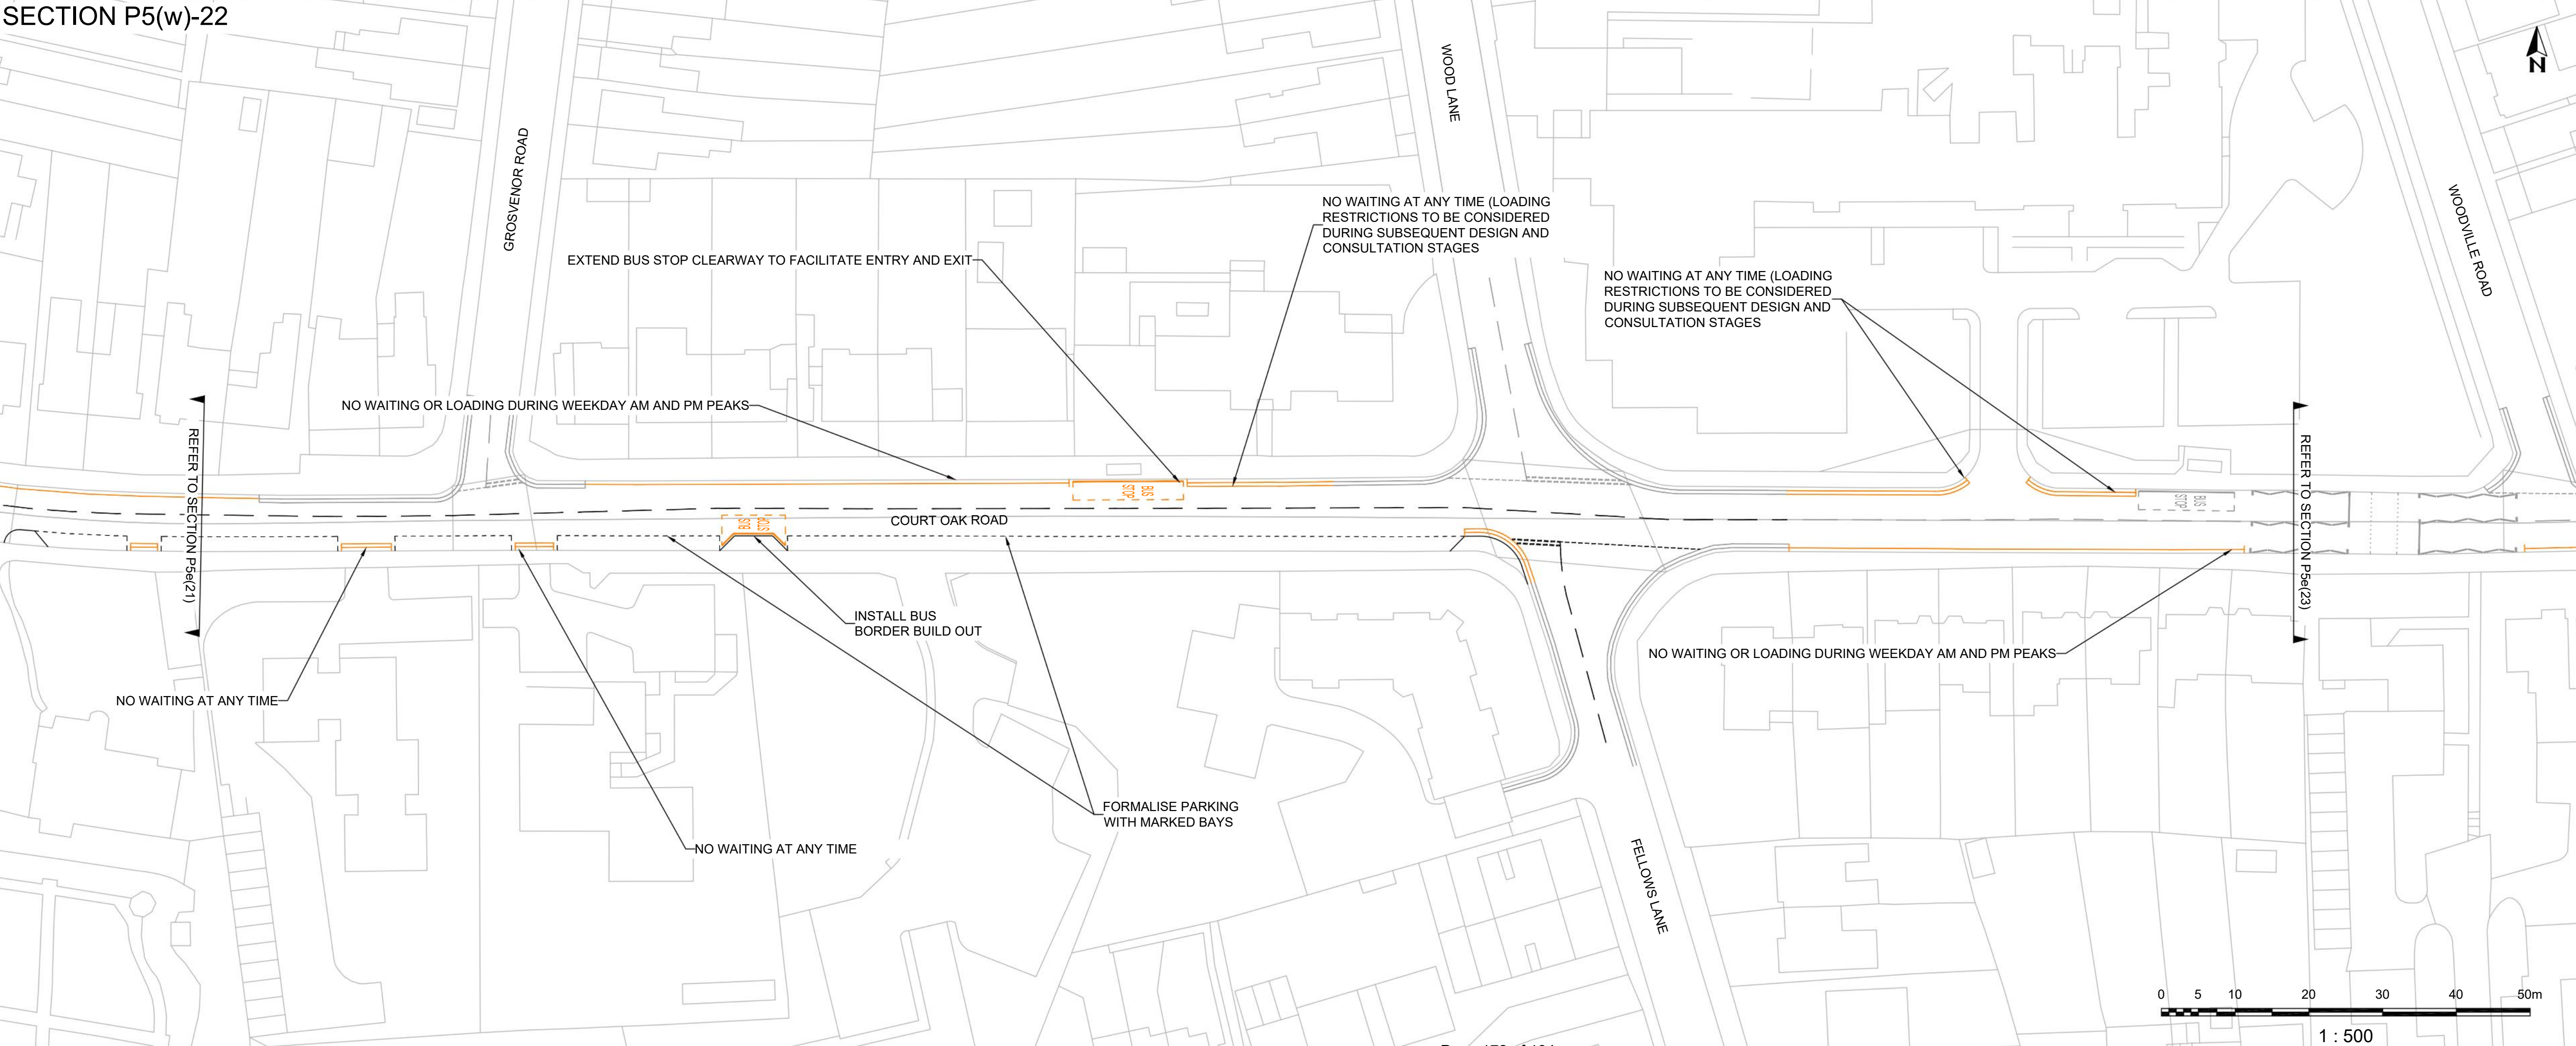 SECTION P5(w)-22
N
WOOD LANE
GROSVENOR ROAD
WOODVILLE ROAD
NO WAITING AT ANY TIME (LOADING
RESTRICTIONS TO BE CONSIDERED
DURING SUBSEQUENT DESIGN AND
CONSULTATION STAGES
EXTEND BUS STOP CLEARWAY TO FACILITATE ENTRY AND EXIT
NO WAITING AT ANY TIME (LOADING
RESTRICTIONS TO BE CONSIDERED
DURING SUBSEQUENT DESIGN AND
CONSULTATION STAGES
NO WAITING OR LOADING DURING WEEKDAY AM AND PM PEAKS
REFER TO SECTION P5e(21)
REFER TO SECTION P5e(23)
BUS
STOP
BUS
STOP
BUS
STOP
COURT OAK ROAD
INSTALL BUS
BORDER BUILD OUT
NO WAITING OR LOADING DURING WEEKDAY AM AND PM PEAKS
NO WAITING AT ANY TIME
FORMALISE PARKING
WITH MARKED BAYS
NO WAITING AT ANY TIME
FELLOWS LANE
0 5 10 20 30 40 50m
1 : 500